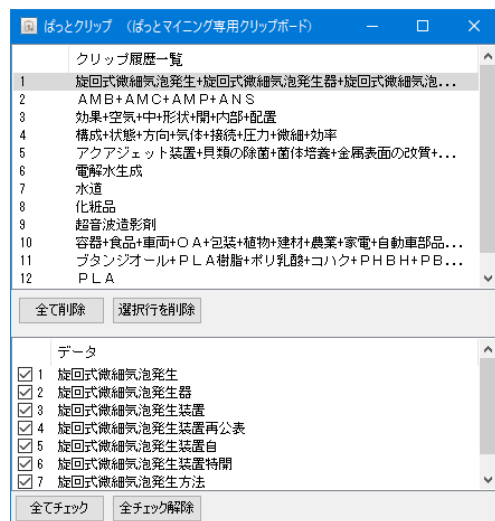 ぱっとクリップ （ぱっとマイニング専用クリップボード）
クリップ履歴一覧
1 旋回式微細気泡発生+旋回式微細気泡発生器+旋回式微細気泡...
2 ＡＭＢ+ＡＭＣ+ＡＭＰ+ＡＮＳ
3 効果+空気+中+形状+間+内部+配置
4 構成+状態+方向+気体+接続+圧力+微細+効率
5 アクアジェット装置+貝類の除菌+菌体培養+金属表面の改質+...
6 電解水生成
7 水道
8 化粧品
9 超音波造影剤
10 容器+食品+車両+ＯＡ+包装+植物+建材+農業+家電+自動車部品...
11 ブタンジオール+ＰＬＡ樹脂+ポリ乳酸+コハク+ＰＨＢＨ+ＰＢ...
12 ＰＬＡ
全て削除 選択行を削除
データ
1 旋回式微細気泡発生
2 旋回式微細気泡発生器
3 旋回式微細気泡発生装置
4 旋回式微細気泡発生装置再公表
5 旋回式微細気泡発生装置自
6 旋回式微細気泡発生装置特開
7 旋回式微細気泡発生方法
全てチェック 全チェック解除